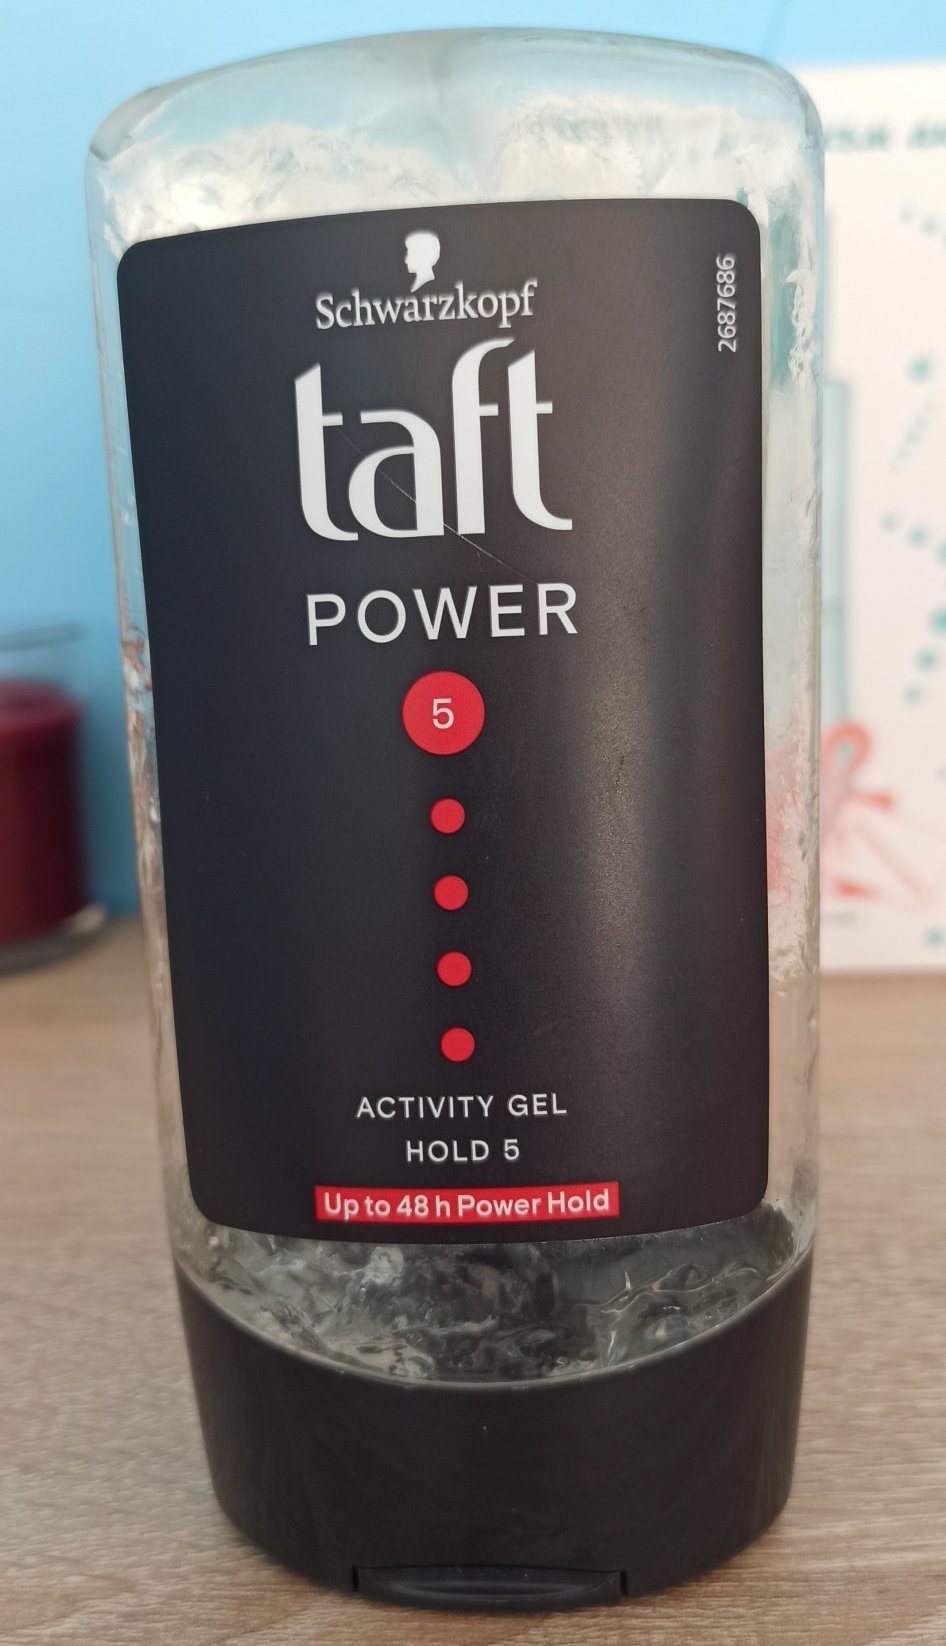 Schwarzkopf
2687686
taft
POWER
5
ACTIVITY GEL
HOLD 5
Up to 48 h Power Hold